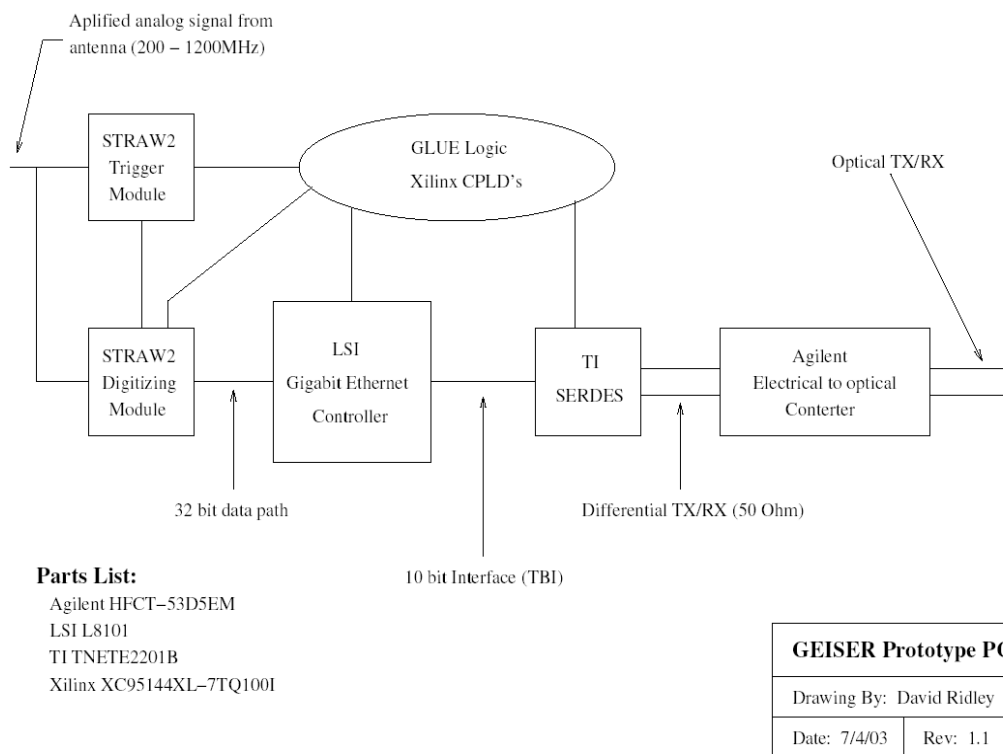 Aplified analog signal from
antenna (200 – 1200MHz)
STRAW2
Trigger
Module
GLUE Logic
Xilinx CPLD's
Optical TX/RX
STRAW2
Digitizing
Module
LSI
Gigabit Ethernet
Controller
TI
SERDES
Agilent
Electrical to optical
Conterter
32 bit data path
Differential TX/RX (50 Ohm)
10 bit Interface (TBI)
Parts List:
Agilent HFCT–53D5EM
LSI L8101
TI TNETE2201B
Xilinx XC95144XL–7TQ100I
GEISER Prototype
Drawing By: David Ridley
Date: 7/4/03
Rev: 1.1